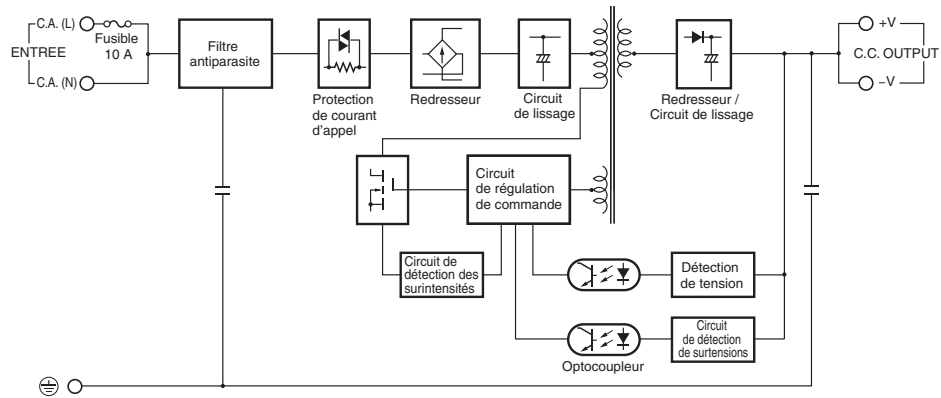 C.A. (L)
Fusible
10 A
ENTREE
C.A. (N)
Filtre
antiparasite
Protection
de courant
d'appel
Redresseur
Circuit
de lissage
Redresseur /
Circuit de lissage
+V
C.C. OUTPUT
–V
Circuit
de régulation
de commande
Circuit de
détection des
surintensités
Détection
de tension
Circuit
de détection
de surtensions
Optocoupleur